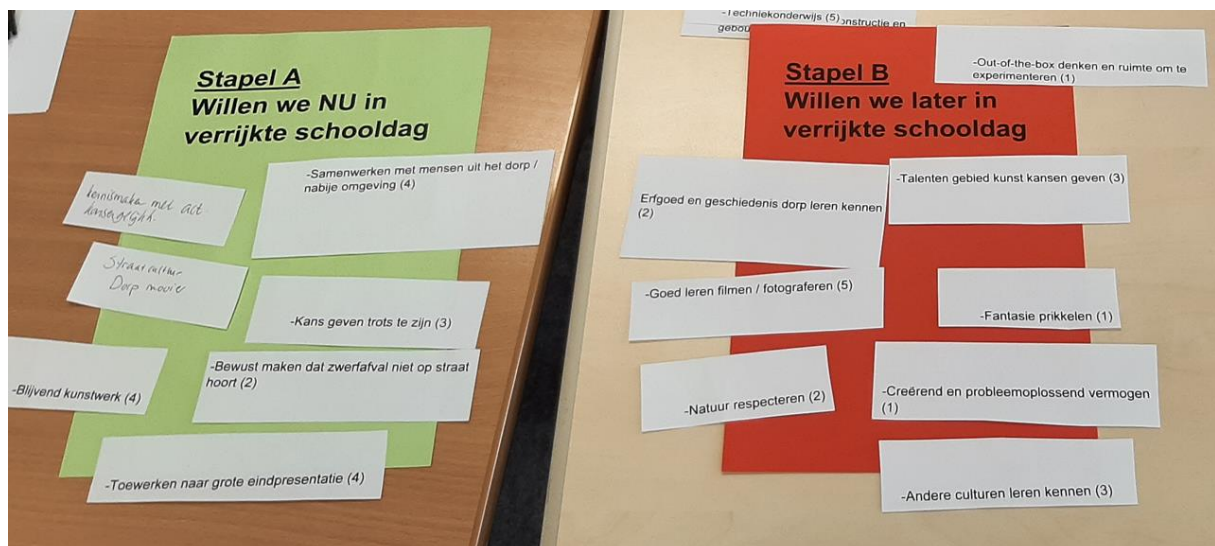 Stapel A
Willen we NU in
verrijkte schooldag
-Samenwerken met mensen uit het dorp /
nabije omgeving (4)
kennismaken met
Straatcultuur
Dorp mooier
-Kans geven trots te zijn (3)
-Bewust maken dat zwerfafval niet op straat
hoort (2)
-Blijvend kunstwerk (4)
-Toewerken naar grote eindpresentatie (4)
-Techniekonderwijs (5)
onstructie en
gebou
-Out-of-the-box denken en ruimte om te
experimenteren (1)
Stapel B
Willen we later in
verrijkte schooldag
-Talenten gebied kunst kansen geven (3)
Erfgoed en geschiedenis dorp leren kennen
(2)
-Goed leren filmen / fotograferen (5)
-Fantasie prikkelen (1)
-Natuur respecteren (2)
-Creërend en probleemoplossend vermogen
(1)
-Andere culturen leren kennen (3)